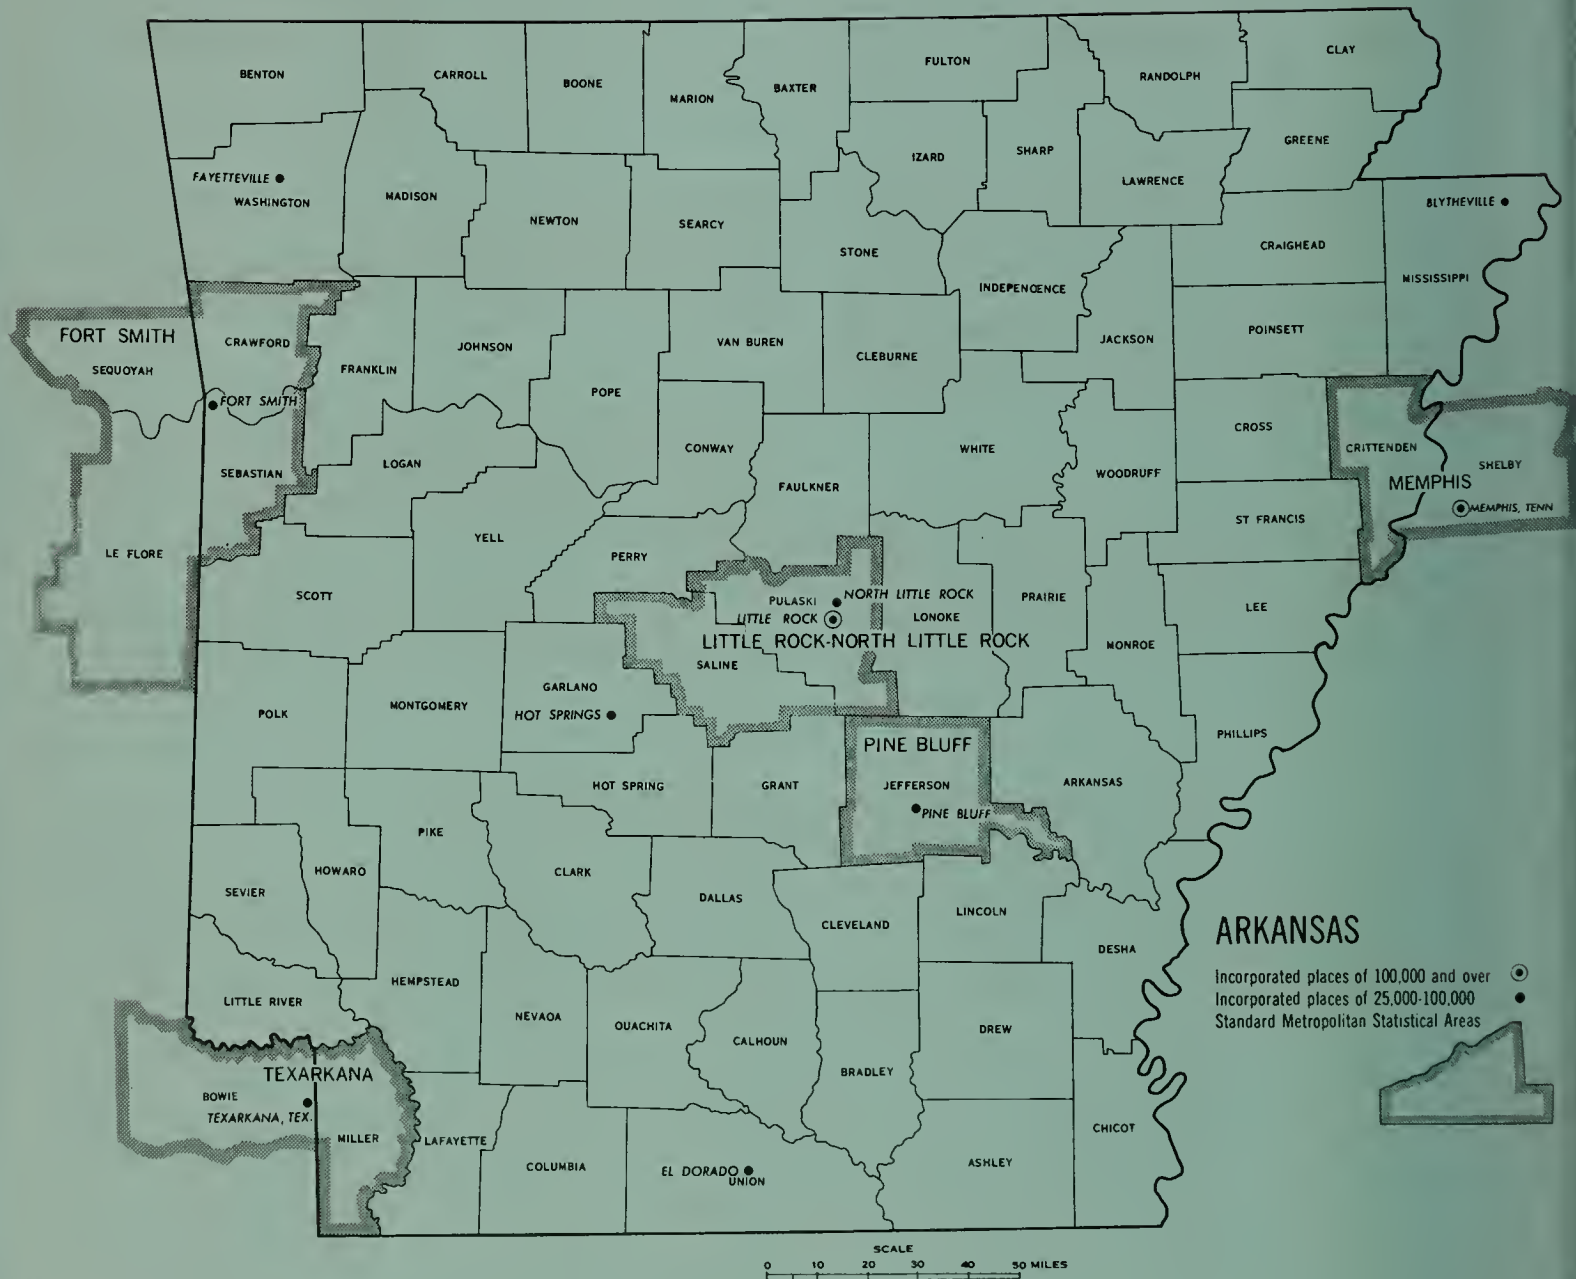 BENTON
CARROLL
BOONE
MARION
BAXTER
FULTON
RANDOLPH
CLAY
IZARD
SHARP
LAWRENCE
GREENE
FAYETTEVILLE
WASHINGTON
MADISON
NEWTON
SEARCY
STONE
INDEPENCENCE
CRAIGHEAD
BLYTHEVILLE
MISSISSIPPI
FORT SMITH
SEQUOYAH
CRAWFORD
FRANKLIN
JOHNSON
POPE
VAN BUREN
CLEBURNE
JACKSON
POINSETT
FORT SMITH
SEBASTIAN
LOGAN
CONWAY
FAULKNER
WHITE
WOODRUFF
CROSS
CRITTENDEN
SHELBY
MEMPHIS
MEMPHIS, TENN
ST FRANCIS
LE FLORE
SCOTT
YELL
PERRY
PULASKI
NORTH LITTLE ROCK
LITTLE ROCK
LONOKE
PRAIRIE
LEE
LITTLE ROCK-NORTH LITTLE ROCK
MONROE
SALINE
POLK
MONTGOMERY
GARLANO
HOT SPRINGS
PINE BLUFF
PHILLIPS
HOT SPRING
GRANT
JEFFERSON
ARKANSAS
PINE BLUFF
PIKE
HOWARO
CLARK
SEVIER
DALLAS
CLEVELAND
LINCOLN
DESHA
LITTLE RIVER
HEMPSTEAD
NEVAOA
OUACHITA
CALHOUN
DREW
BRADLEY
TEXARKANA
BOWIE
TEXARKANA, TEX.
MILLER
LAFAYETTE
COLUMBIA
EL DORADO
UNION
ASHLEY
CHICOT
ARKANSAS
Incorporated places of 100,000 and over
Incorporated places of 25,000-100,000
Standard Metropolitan Statistical Areas
SCALE
0 10 20 30 40 50 MILES